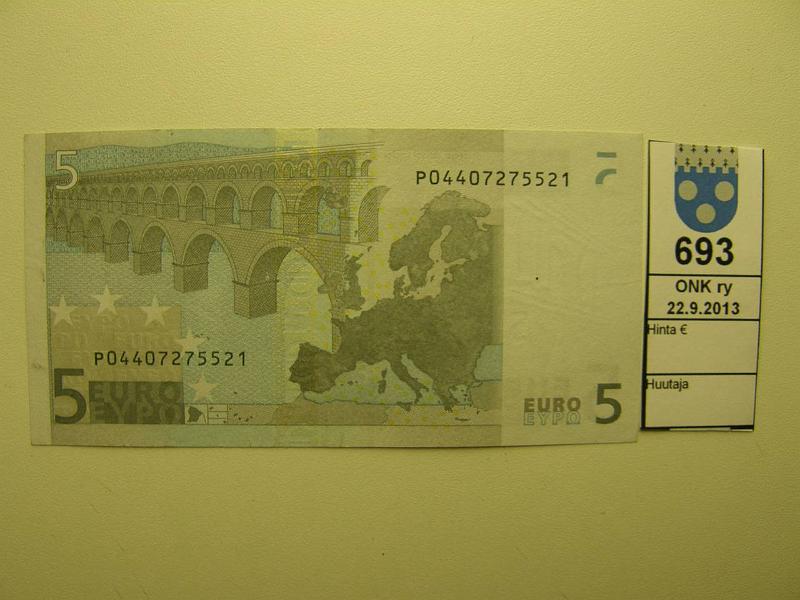 5
P04407275521
P04407275521
5 EURO
EYPΩ
EURO
EYPΩ 5
693
ONK ry
22.9.2013
Hinta €
Huutaja